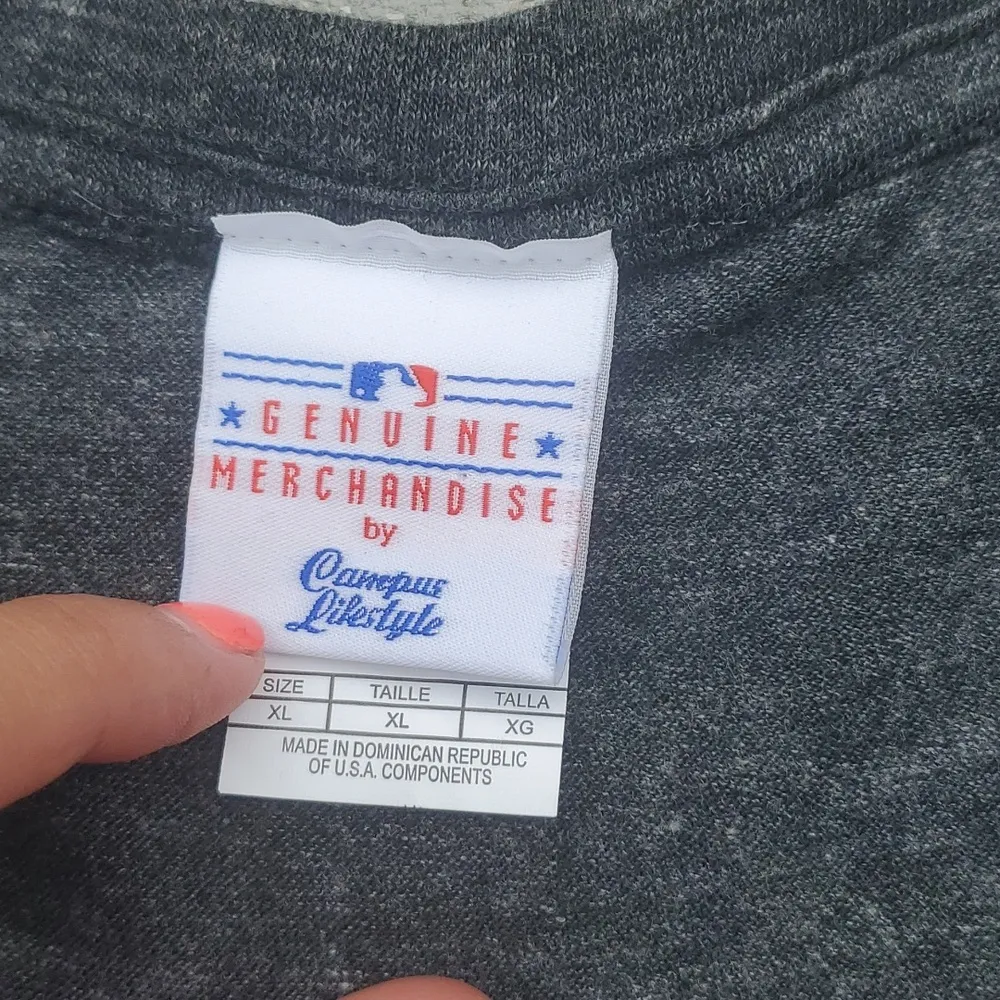 GENUINE
MERCHANDISE
by
Campus
Lifestyle
SIZE TAILLE TALLA
XL XL XG
MADE IN DOMINICAN REPUBLIC
OF U.S.A. COMPONENTS